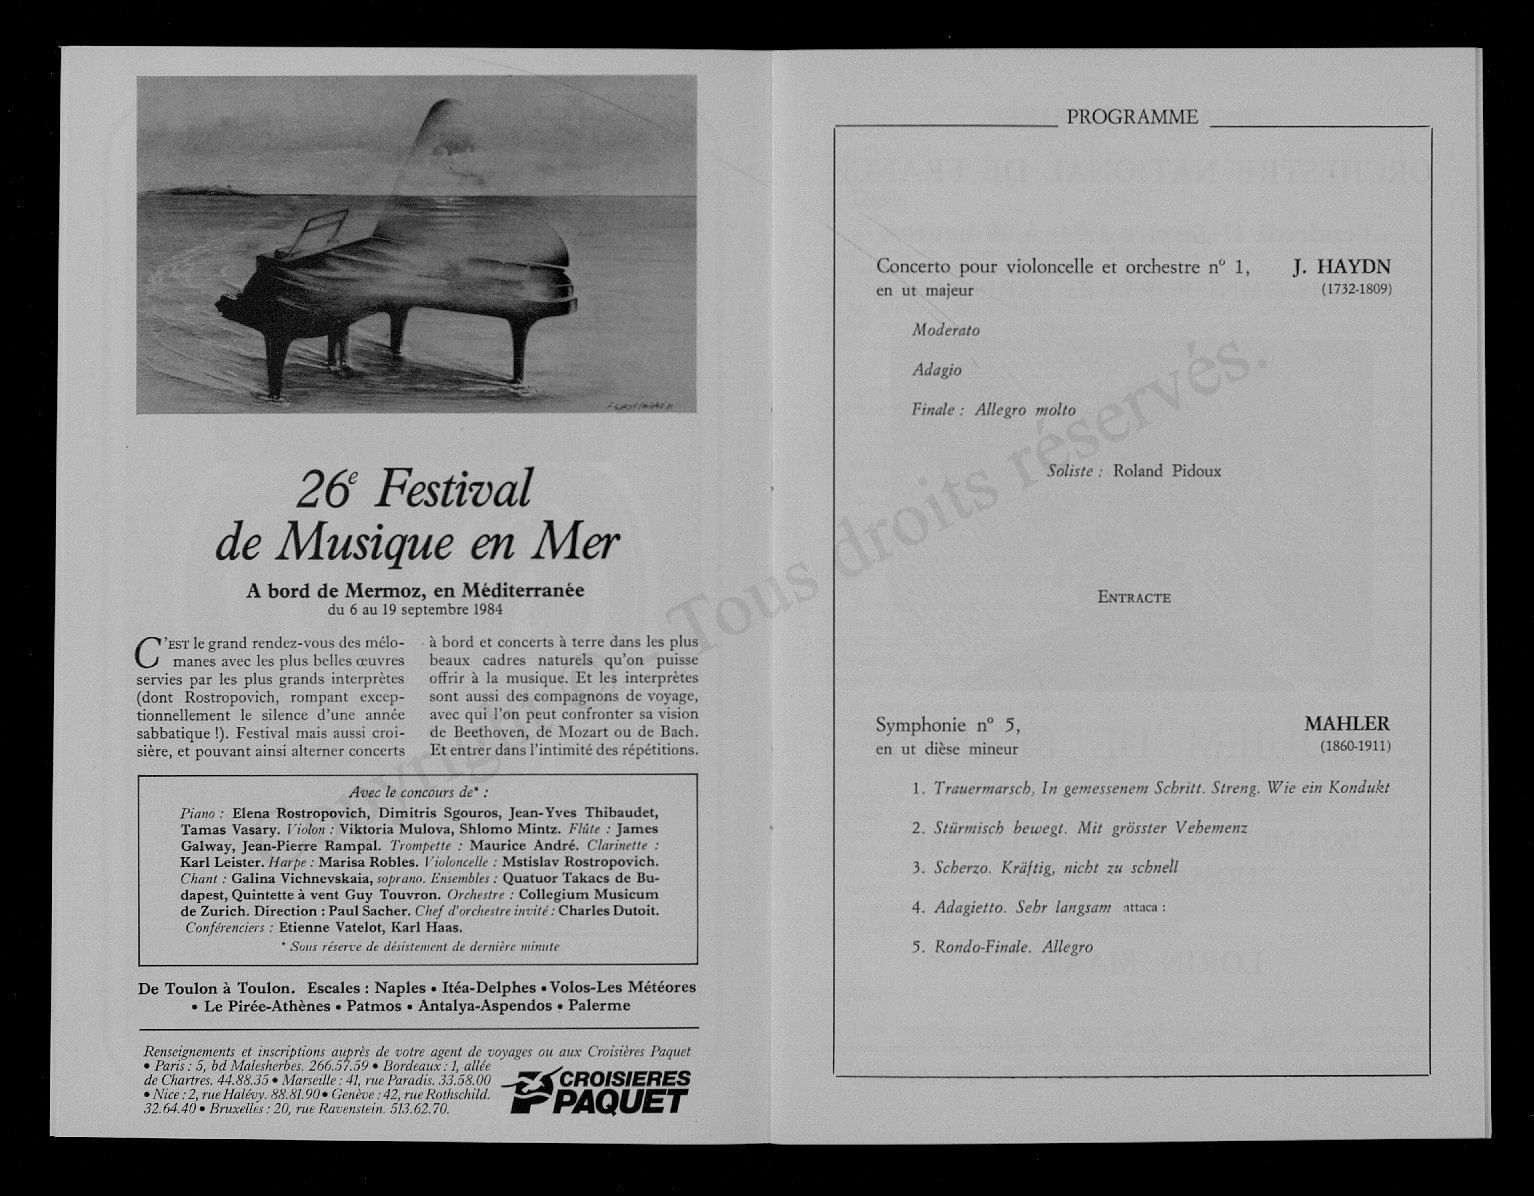 26e Festival
de Musique en Mer
A bord de Mermoz, en Méditerranée
du 6 au 19 septembre 1984
C'EST le grand rendez-vous des mélo-
manes avec les plus belles œuvres
servies par les plus grands interprètes
(dont Rostropovich, rompant excep-
tionnellement le silence d'une année
sabbatique !). Festival mais aussi croi-
sière, et pouvant ainsi alterner concerts
à bord et concerts à terre dans les plus
beaux cadres naturels qu'on puisse
offrir à la musique. Et les interprètes
sont aussi des compagnons de voyage,
avec qui l'on peut confronter sa vision
de Beethoven, de Mozart ou de Bach.
Et entrer dans l'intimité des répétitions.
Avec le concours de* :
Piano : Elena Rostropovich, Dimitris Sgouros, Jean-Yves Thibaudet,
Tamas Vasary. Violon : Viktoria Mulova, Shlomo Mintz. Flûte : James
Galway, Jean-Pierre Rampal. Trompette : Maurice André. Clarinette :
Karl Leister. Harpe : Marisa Robles. Violoncelle : Mstislav Rostropovich.
Chant : Galina Vichnevskaia, soprano. Ensembles : Quatuor Takacs de Bu-
dapest, Quintette à vent Guy Touvron. Orchestre : Collegium Musicum
de Zurich. Direction : Paul Sacher. Chef d'orchestre invité : Charles Dutoit.
Conférenciers : Etienne Vatelot, Karl Haas.
* Sous réserve de désistement de dernière minute
De Toulon à Toulon. Escales : Naples • Itéa-Delphes • Volos-Les Météores
• Le Pirée-Athènes • Patmos • Antalya-Aspendos • Palerme
Renseignements et inscriptions auprès de votre agent de voyages ou aux Croisières Paquet
• Paris : 5, bd Malesherbes. 266.57.59 • Bordeaux : 1, allée
de Chartres. 44.88.35 • Marseille : 41, rue Paradis. 33.58.00
• Nice : 2, rue Halévy. 88.81.90 • Genève : 42, rue Rothschild.
32.64.40 • Bruxelles : 20, rue Ravenstein. 513.62.70.
CROISIERES
PAQUET
PROGRAMME
Concerto pour violoncelle et orchestre nº 1, J. HAYDN
en ut majeur (1732-1809)
Moderato
Adagio
Finale : Allegro molto
Soliste : Roland Pidoux
ENTRACTE
Symphonie nº 5, MAHLER
en ut dièse mineur (1860-1911)
1. Trauermarsch, In gemessenem Schritt. Streng. Wie ein Kondukt
2. Stürmisch bewegt. Mit grösster Vehemenz
3. Scherzo. Kräftig, nicht zu schnell
4. Adagietto. Sehr langsam attaca :
5. Rondo-Finale. Allegro
Copyright © - Tous droits réservés.